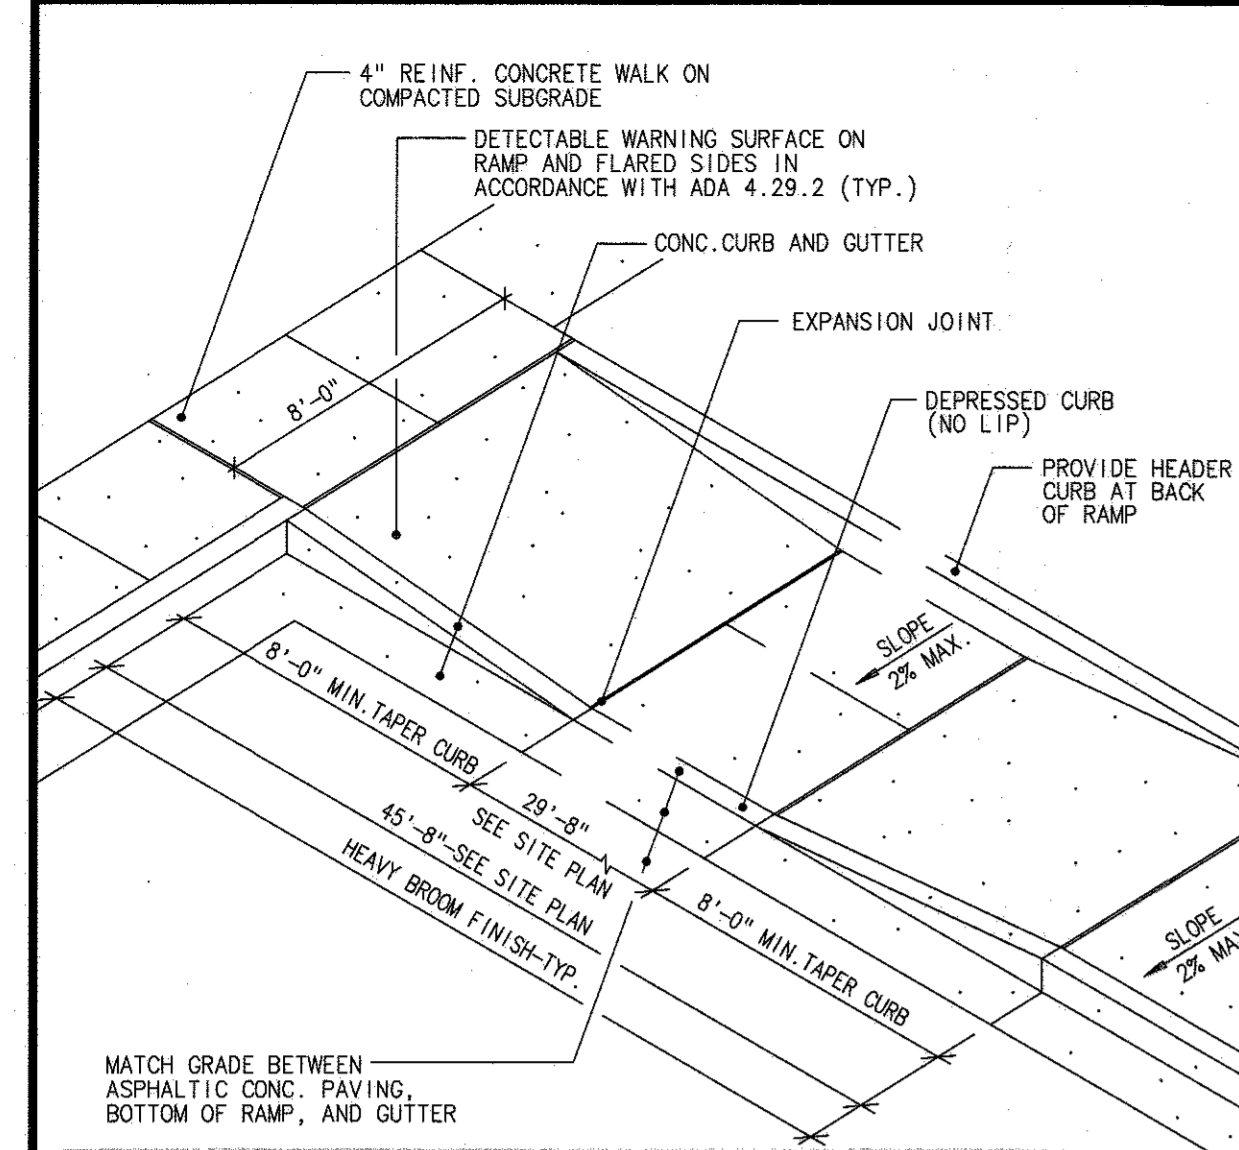 4" REINF. CONCRETE WALK ON
COMPACTED SUBGRADE
DETECTABLE WARNING SURFACE ON
RAMP AND FLARED SIDES IN
ACCORDANCE WITH ADA 4.29.2 (TYP.)
CONC.CURB AND GUTTER
EXPANSION JOINT
DEPRESSED CURB
(NO LIP)
PROVIDE HEADER
CURB AT BACK
OF RAMP
8'-0"
SLOPE
2% MAX.
8'-0" MIN.TAPER CURB
29'-8"
SEE SITE PLAN
45'-8"-SEE SITE PLAN
HEAVY BROOM FINISH-TYP.
8'-0" MIN.TAPER CURB
SLOPE
2% MAX
MATCH GRADE BETWEEN
ASPHALTIC CONC. PAVING,
BOTTOM OF RAMP, AND GUTTER